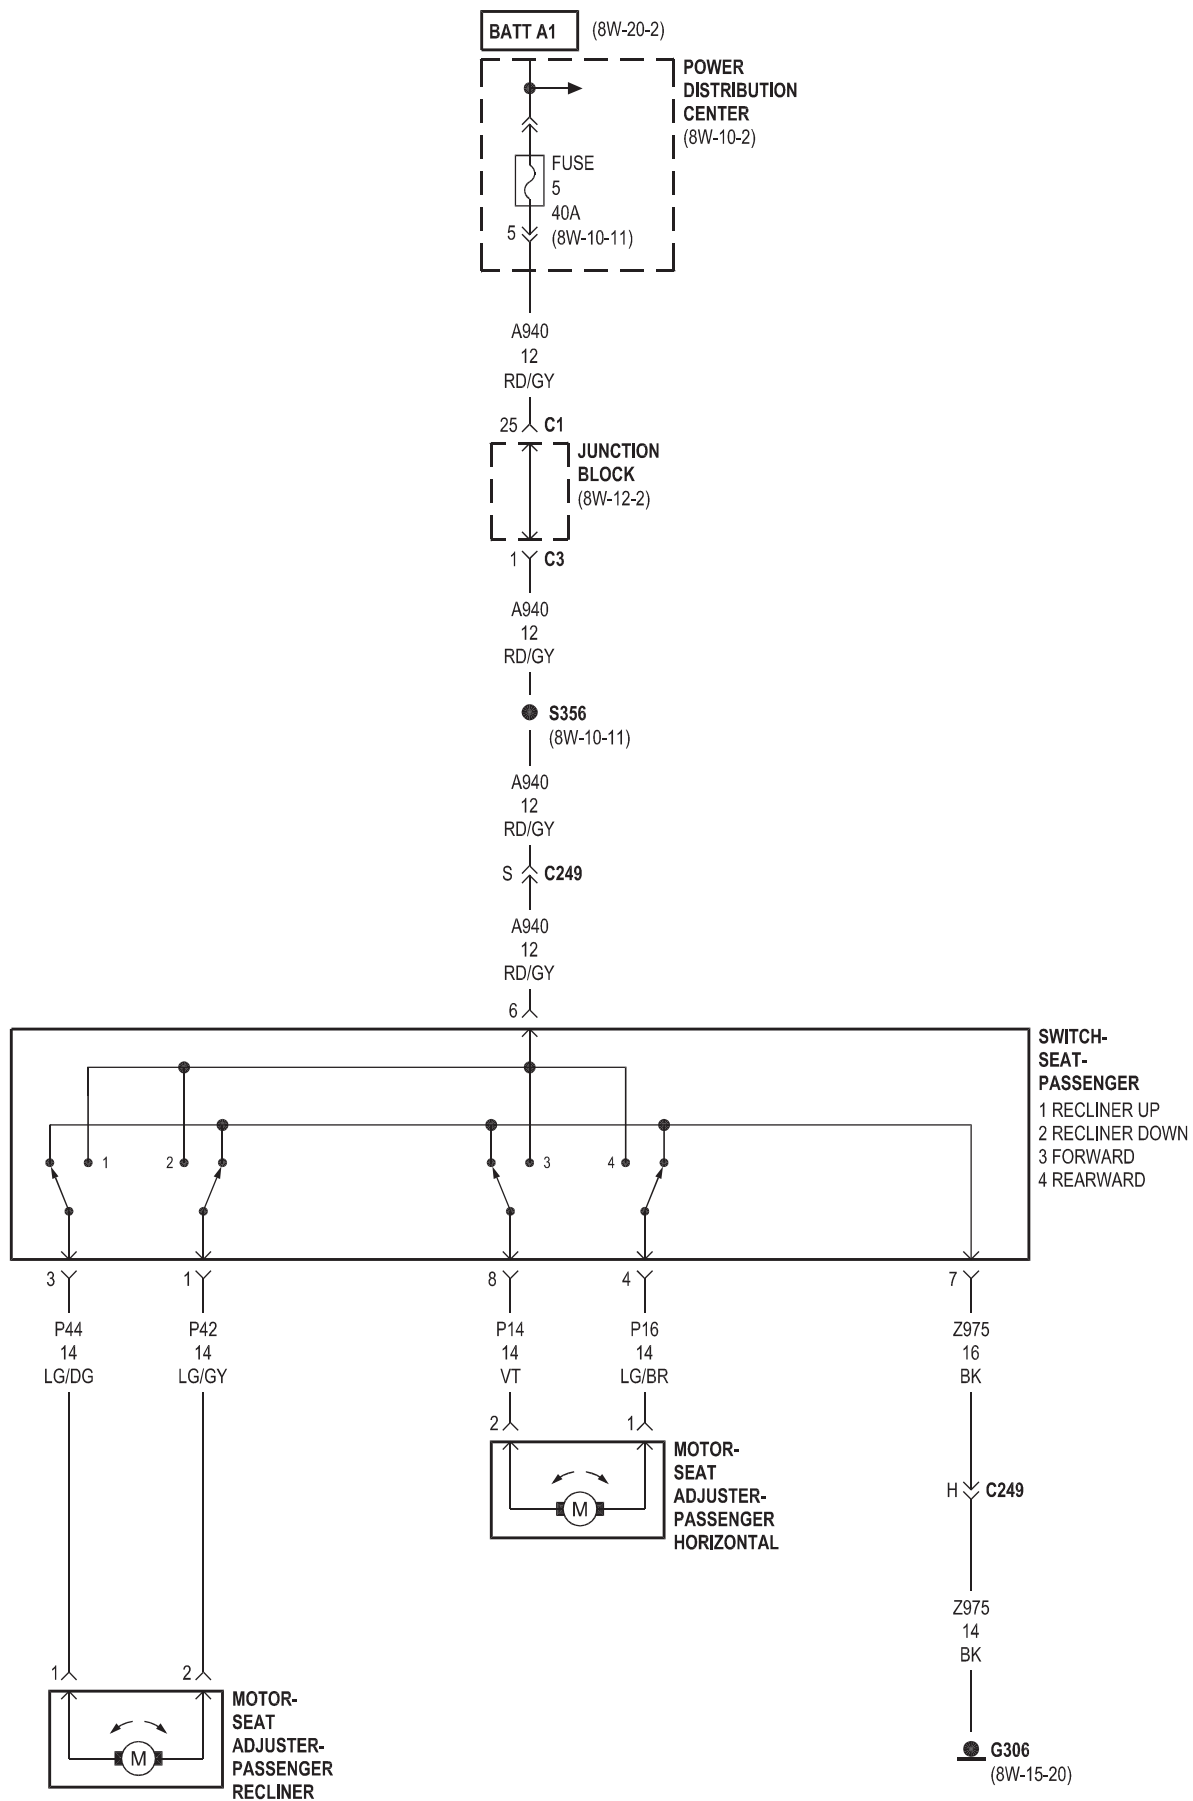 BATT A1
(8W-20-2)
POWER
DISTRIBUTION
CENTER
(8W-10-2)
FUSE
5
40A
(8W-10-11)
5
A940
12
RD/GY
25
C1
JUNCTION
BLOCK
(8W-12-2)
1
C3
A940
12
RD/GY
S356
(8W-10-11)
A940
12
RD/GY
S
C249
A940
12
RD/GY
6
SWITCH-
SEAT-
PASSENGER
1 RECLINER UP
2 RECLINER DOWN
3 FORWARD
4 REARWARD
1
2
3
4
3
1
8
4
7
P44
14
LG/DG
P42
14
LG/GY
P14
14
VT
P16
14
LG/BR
Z975
16
BK
2
1
MOTOR-
SEAT
ADJUSTER-
PASSENGER
HORIZONTAL
M
H
C249
Z975
14
BK
1
2
MOTOR-
SEAT
ADJUSTER-
PASSENGER
RECLINER
M
G306
(8W-15-20)